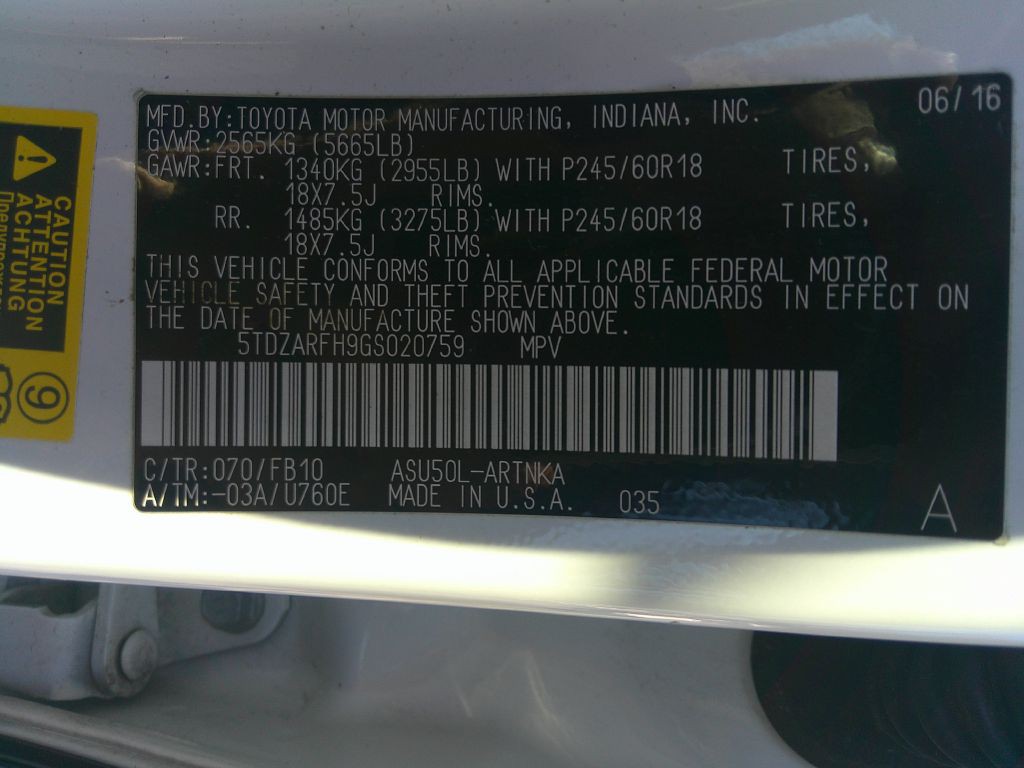 MFD.BY:TOYOTA MOTOR MANUFACTURING, INDIANA, INC. 06/16
GVWR:2565KG (5665LB)
GAWR:FRT. 1340KG (2955LB) WITH P245/60R18 TIRES,
18X7.5J RIMS.
RR. 1485KG (3275LB) WITH P245/60R18 TIRES,
18X7.5J RIMS.
THIS VEHICLE CONFORMS TO ALL APPLICABLE FEDERAL MOTOR
VEHICLE SAFETY AND THEFT PREVENTION STANDARDS IN EFFECT ON
THE DATE OF MANUFACTURE SHOWN ABOVE.
5TDZARFH9GS020759 MPV
C/TR:070/FB10 ASU50L-ARTNKA
A/TM:-03A/U760E MADE IN U.S.A. 035 A
CAUTION
ATTENTION
ACHTUNG
9